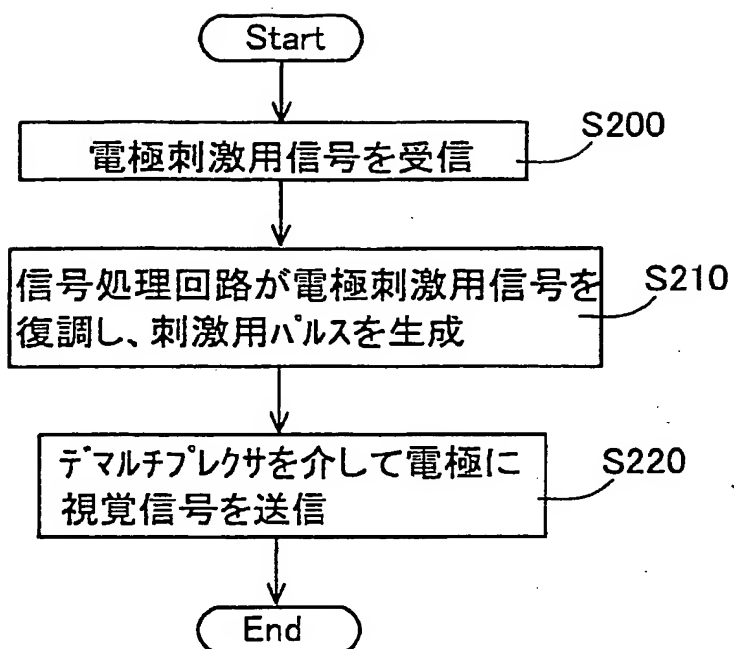 Start
電極刺激用信号を受信
S200
信号処理回路が電極刺激用信号を
復調し、刺激用パルスを生成
S210
デマルチプレクサを介して電極に
視覚信号を送信
S220
End